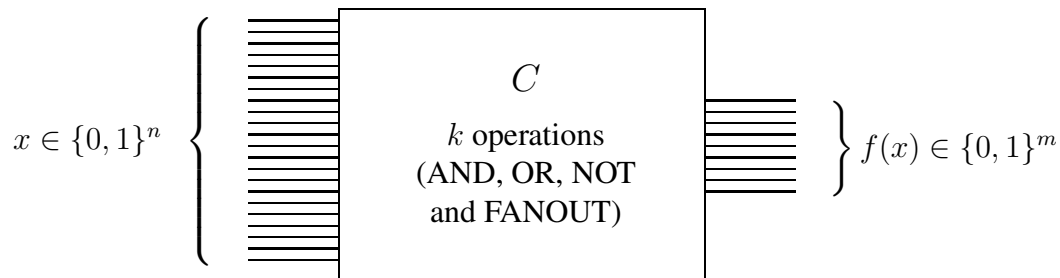 C
k operations
x ∈ {0, 1}ⁿ
f(x) ∈ {0, 1}ᵐ
(AND, OR, NOT
and FANOUT)